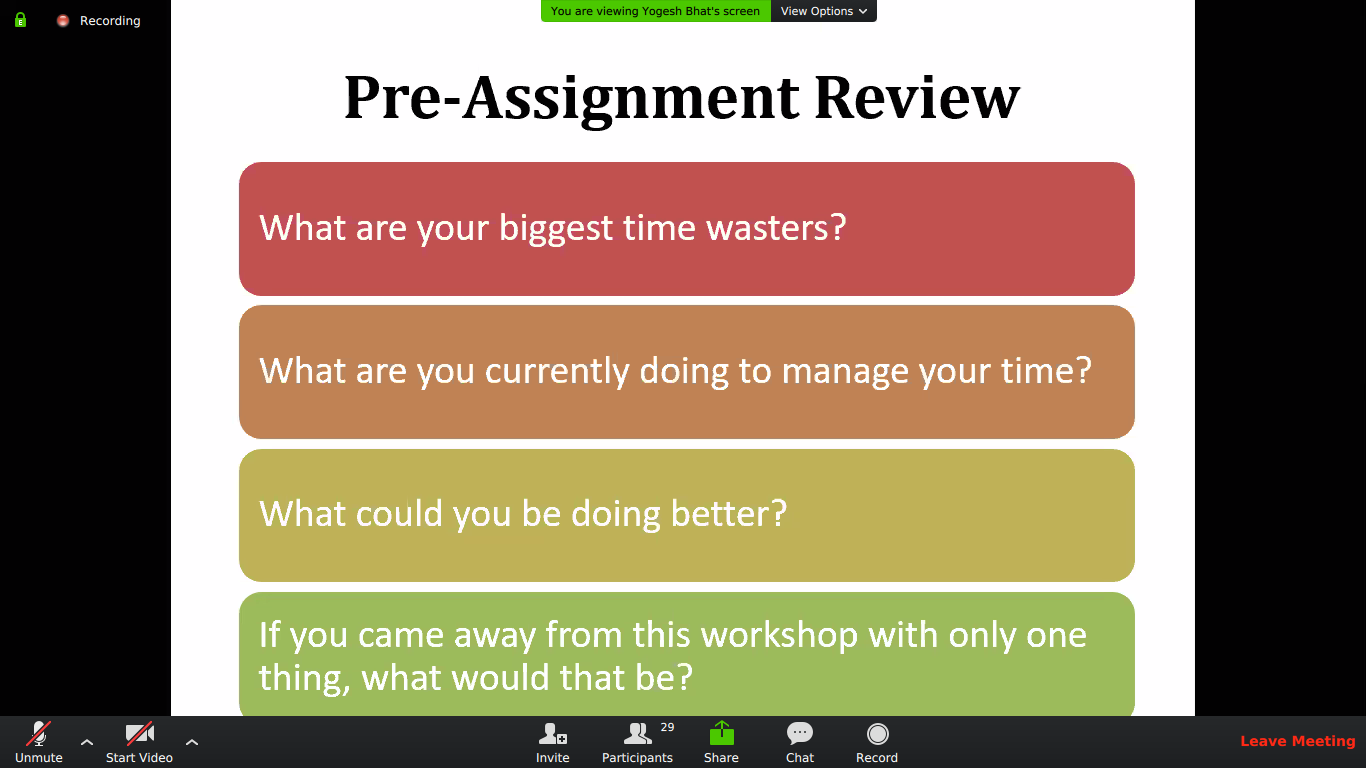 Recording
You are viewing Yogesh Bhat's screen
View Options
Pre-Assignment Review
What are your biggest time wasters?
What are you currently doing to manage your time?
What could you be doing better?
If you came away from this workshop with only one
thing, what would that be?
Unmute
Start Video
Invite
29
Participants
Share
Chat
Record
Leave Meeting